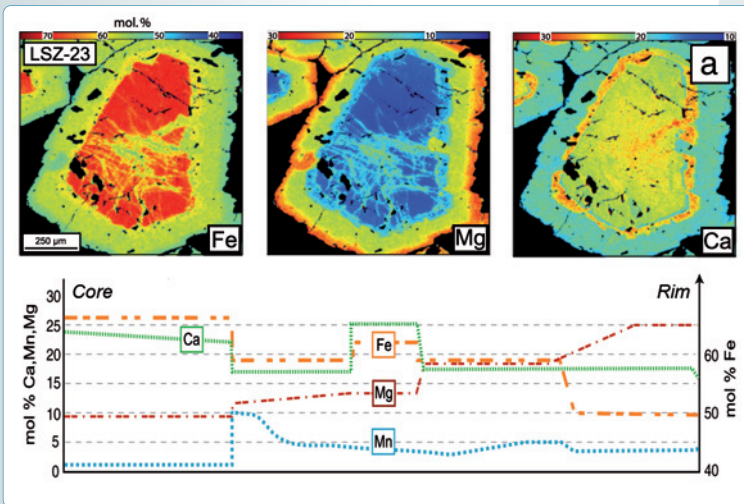 mol. %
70 60 50 40
30 20 10
30 20 10
LSZ-23
a
250 µm
Fe
Mg
Ca
Core
Rim
30
25
20
15
10
5
0
mol % Ca,Mn,Mg
Ca
Fe
Mg
Mn
60
50
40
mol % Fe